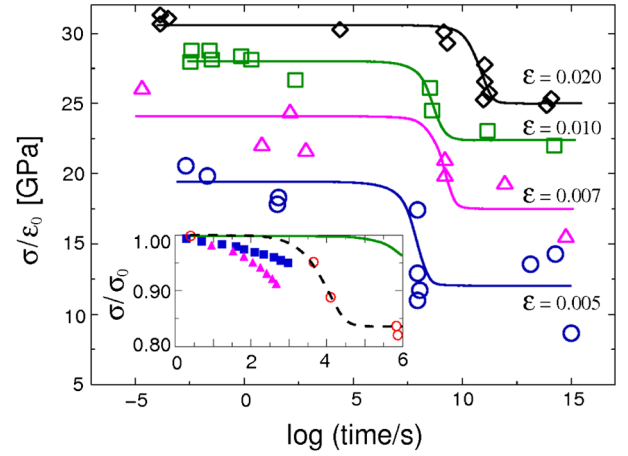 30
25
20
15
10
5
σ/ε₀ [GPa]
ε = 0.020
ε = 0.010
ε = 0.007
ε = 0.005
1.00
0.90
0.80
σ/σ₀
0 2 4 6
−5 0 5 10 15
log (time/s)